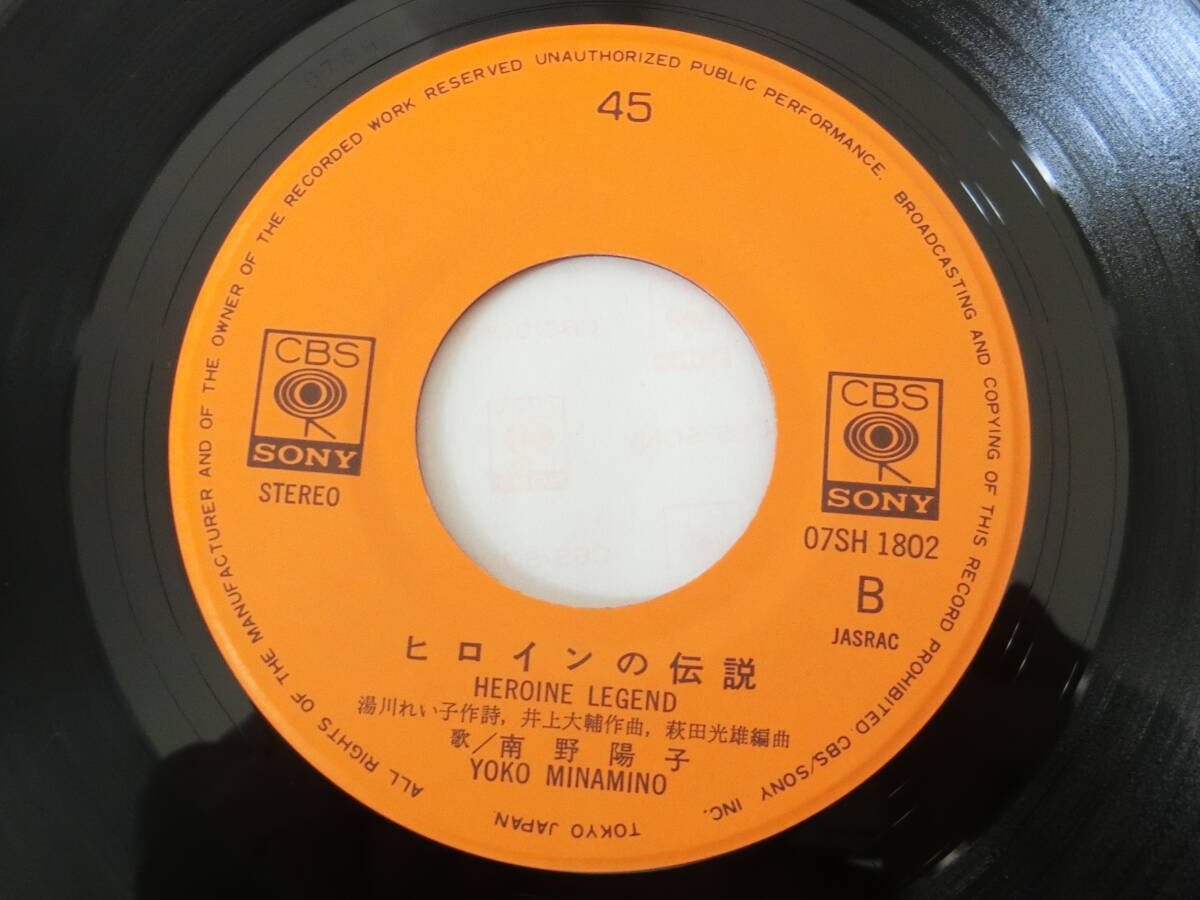 ALL RIGHTS OF THE MANUFACTURER AND OF THE OWNER OF THE RECORDED WORK RESERVED UNAUTHORIZED PUBLIC PERFORMANCE. BROADCASTING AND COPYING OF THIS RECORD PROHIBITED CBS/SONY INC.
TOKYO JAPAN
45
CBS
SONY
STEREO
CBS
SONY
07SH 1802
B
JASRAC
ヒロインの伝説
HEROINE LEGEND
湯川れい子作詩, 井上大輔作曲, 萩田光雄編曲
歌/南野陽子
YOKO MINAMINO